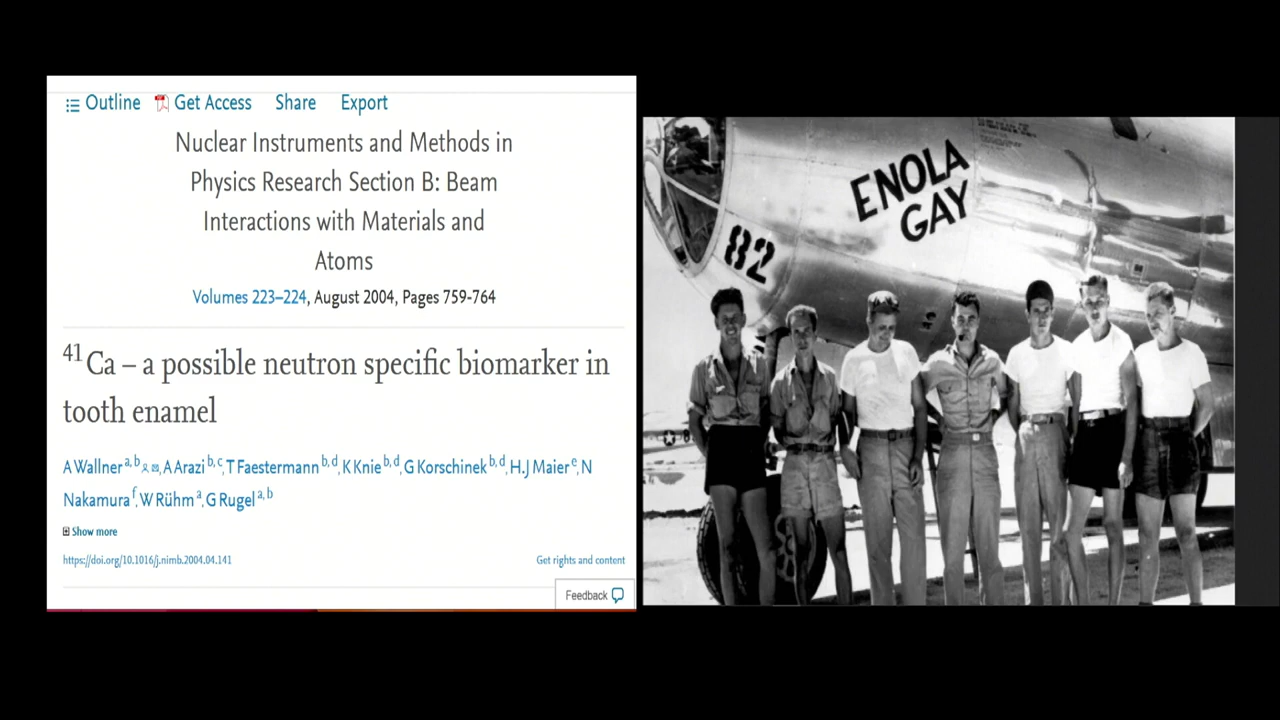 Outline Get Access Share Export
Nuclear Instruments and Methods in
Physics Research Section B: Beam
Interactions with Materials and
Atoms
Volumes 223–224, August 2004, Pages 759-764
41Ca – a possible neutron specific biomarker in
tooth enamel
A Wallner a, b, A Arazi b, c, T Faestermann b, d, K Knie b, d, G Korschinek b, d, H.J Maier e, N
Nakamura f, W Rühm a, G Rugel a, b
Show more
https://doi.org/10.1016/j.nimb.2004.04.141 Get rights and content
Feedback
ENOLA
GAY
82